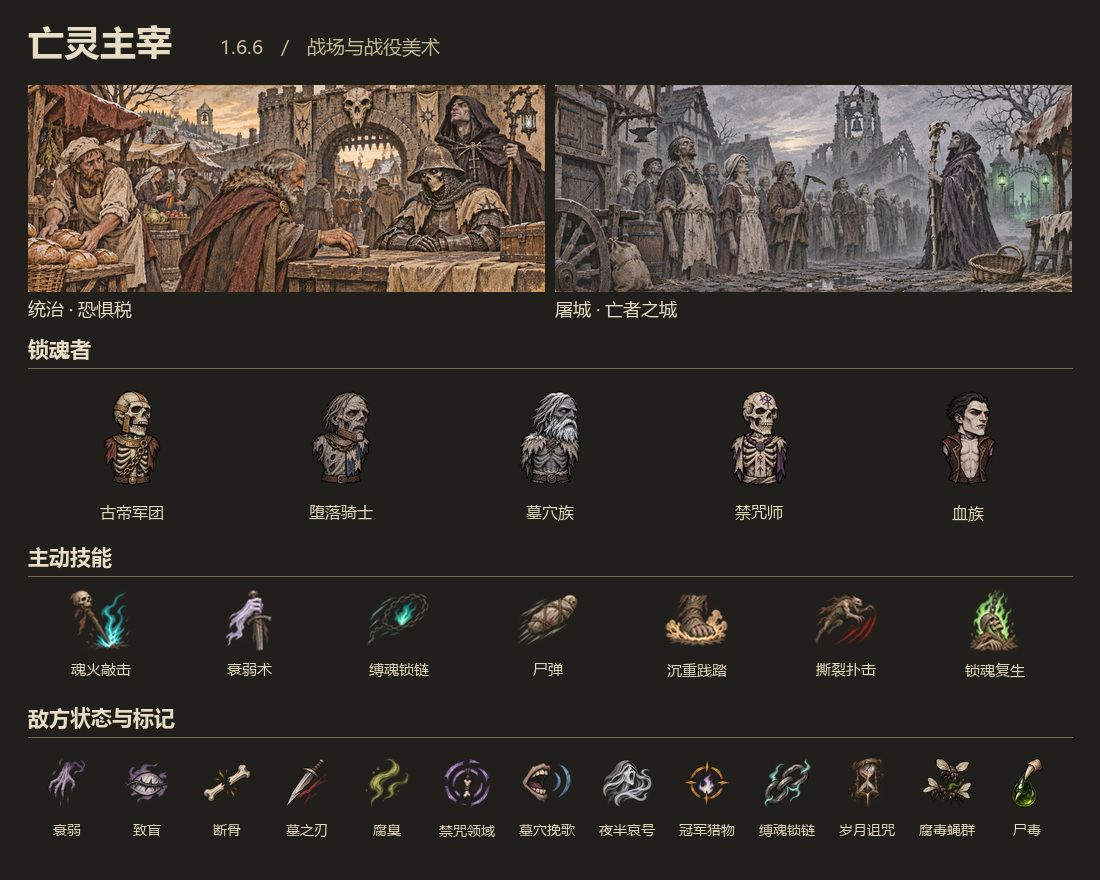 亡灵主宰 1.6.6 / 战场与战役美术
统治 · 恐惧税 屠城 · 亡者之城
锁魂者
古帝军团 堕落骑士 墓穴族 禁咒师 血族
主动技能
魂火敲击 衰弱术 缚魂锁链 尸弹 沉重践踏 撕裂扑击 锁魂复生
敌方状态与标记
衰弱 致盲 断骨 墓之刃 腐臭 禁咒领域 墓穴挽歌 夜半哀号 冠军猎物 缚魂锁链 岁月诅咒 腐毒蝇群 尸毒